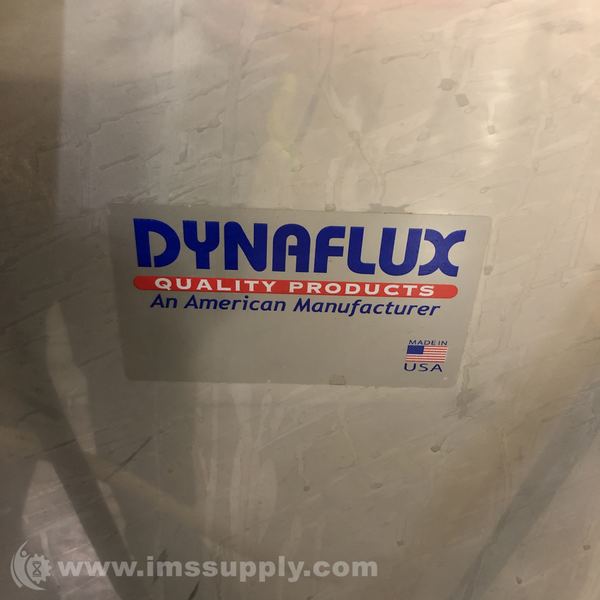 DYNAFLUX
QUALITY PRODUCTS
An American Manufacturer
MADE IN
USA
www.imssupply.com